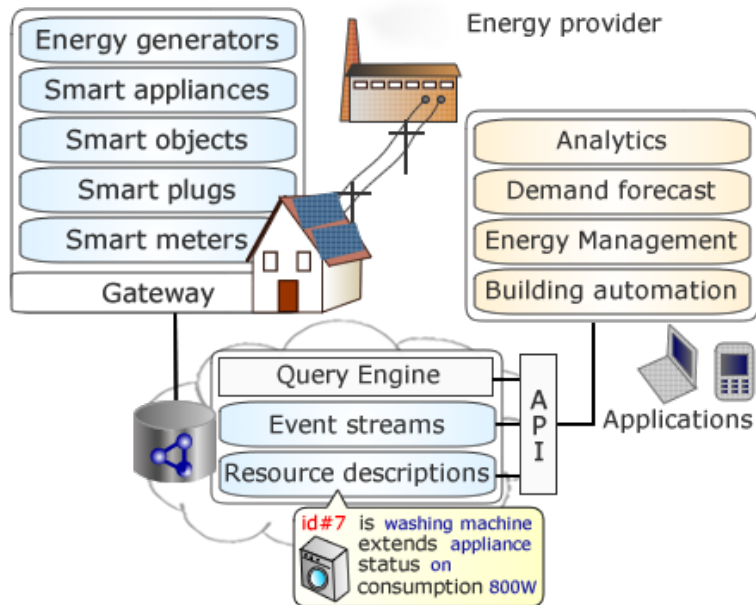 Energy generators
Smart appliances
Smart objects
Smart plugs
Smart meters
Gateway
Energy provider
Analytics
Demand forecast
Energy Management
Building automation
Applications
Query Engine
Event streams
Resource descriptions
API
id#7 is washing machine
extends appliance
status on
consumption 800W